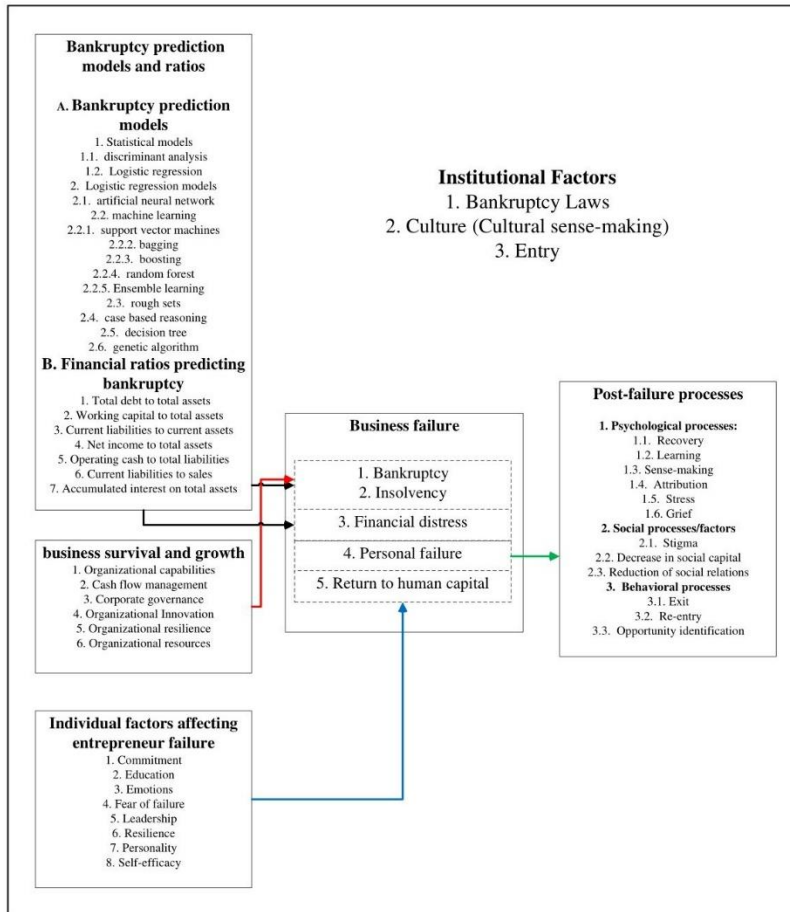 Bankruptcy prediction
models and ratios
A. Bankruptcy prediction
models
1. Statistical models
1.1. discriminant analysis
1.2. Logistic regression
2. Logistic regression models
2.1. artificial neural network
2.2. machine learning
2.2.1. support vector machines
2.2.2. bagging
2.2.3. boosting
2.2.4. random forest
2.2.5. Ensemble learning
2.3. rough sets
2.4. case based reasoning
2.5. decision tree
2.6. genetic algorithm
B. Financial ratios predicting
bankruptcy
1. Total debt to total assets
2. Working capital to total assets
3. Current liabilities to current assets
4. Net income to total assets
5. Operating cash to total liabilities
6. Current liabilities to sales
7. Accumulated interest on total assets
business survival and growth
1. Organizational capabilities
2. Cash flow management
3. Corporate governance
4. Organizational Innovation
5. Organizational resilience
6. Organizational resources
Individual factors affecting
entrepreneur failure
1. Commitment
2. Education
3. Emotions
4. Fear of failure
5. Leadership
6. Resilience
7. Personality
8. Self-efficacy
Institutional Factors
1. Bankruptcy Laws
2. Culture (Cultural sense-making)
3. Entry
Business failure
1. Bankruptcy
2. Insolvency
3. Financial distress
4. Personal failure
5. Return to human capital
Post-failure processes
1. Psychological processes:
1.1. Recovery
1.2. Learning
1.3. Sense-making
1.4. Attribution
1.5. Stress
1.6. Grief
2. Social processes/factors
2.1. Stigma
2.2. Decrease in social capital
2.3. Reduction of social relations
3. Behavioral processes
3.1. Exit
3.2. Re-entry
3.3. Opportunity identification